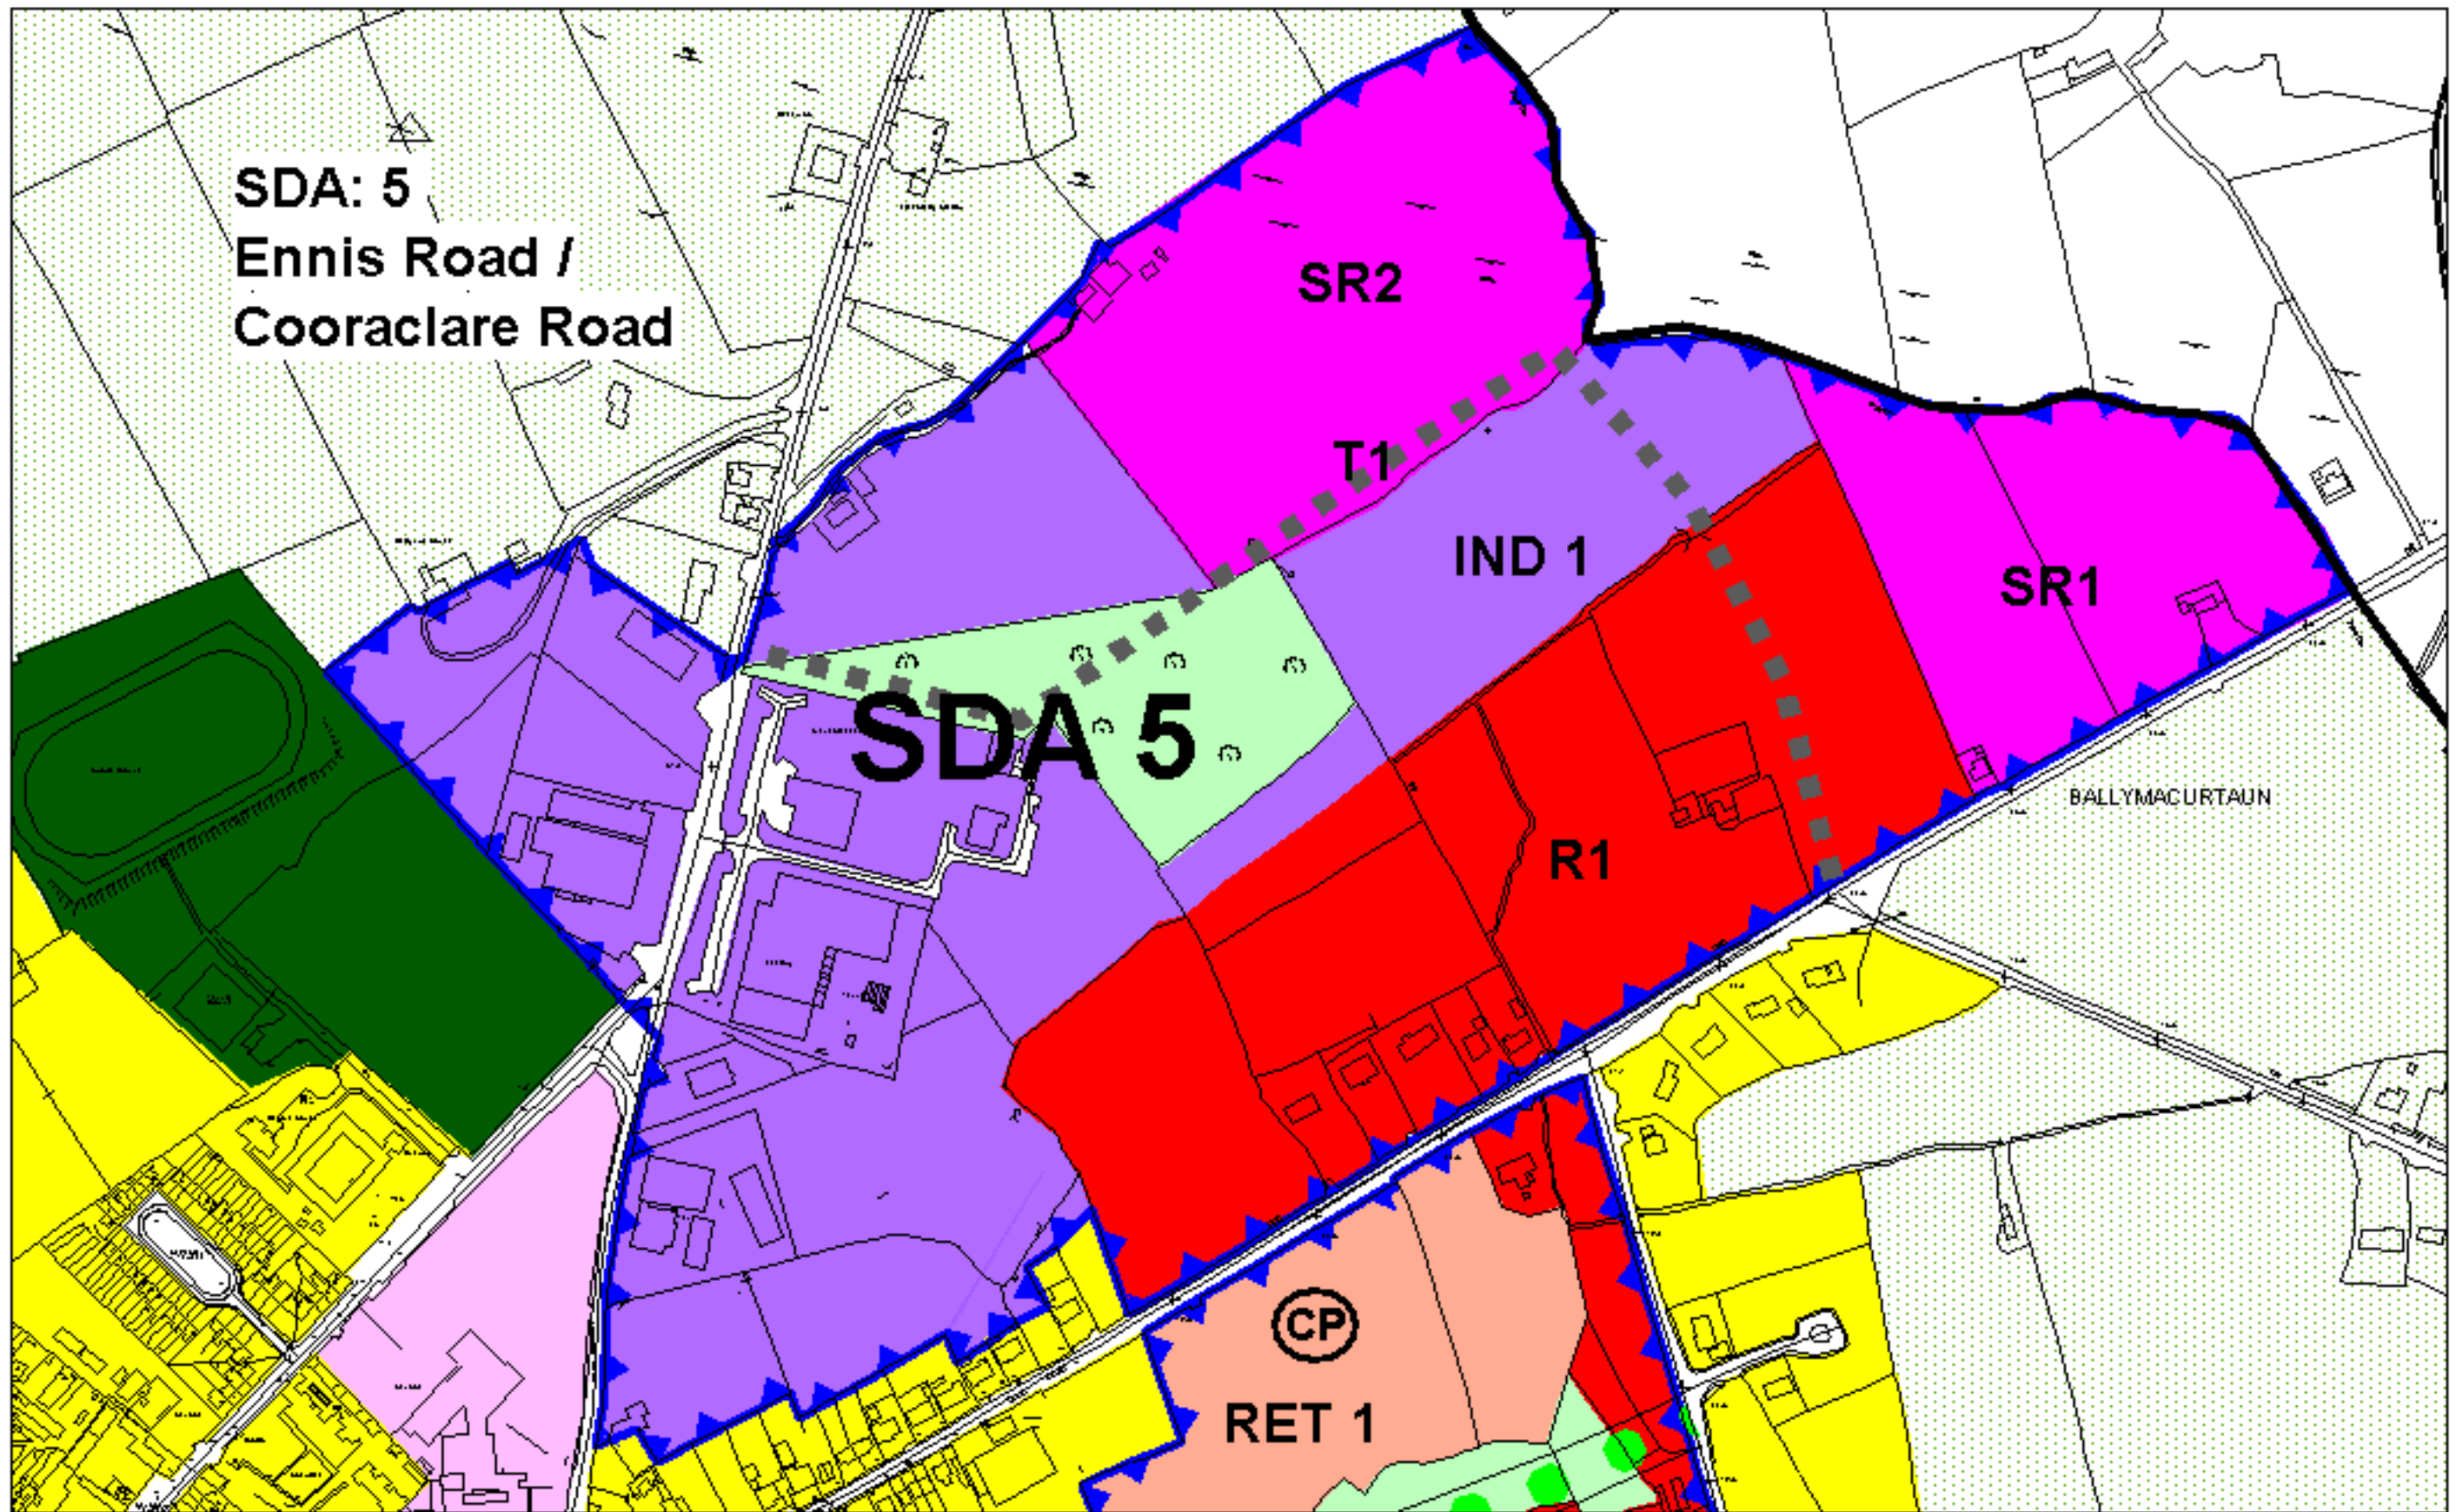 SDA: 5
Ennis Road /
Cooraclare Road
SR2
T1
IND 1
SR1
SDA 5
BALLYMACURTAUN
R1
CP
RET 1